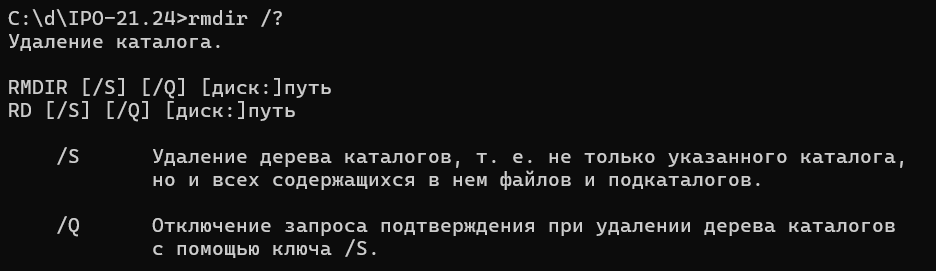 C:\d\IPO-21.24>rmdir /?
Удаление каталога.
RMDIR [/S] [/Q] [диск:]путь
RD [/S] [/Q] [диск:]путь
/S Удаление дерева каталогов, т. е. не только указанного каталога,
но и всех содержащихся в нем файлов и подкаталогов.
/Q Отключение запроса подтверждения при удалении дерева каталогов
с помощью ключа /S.